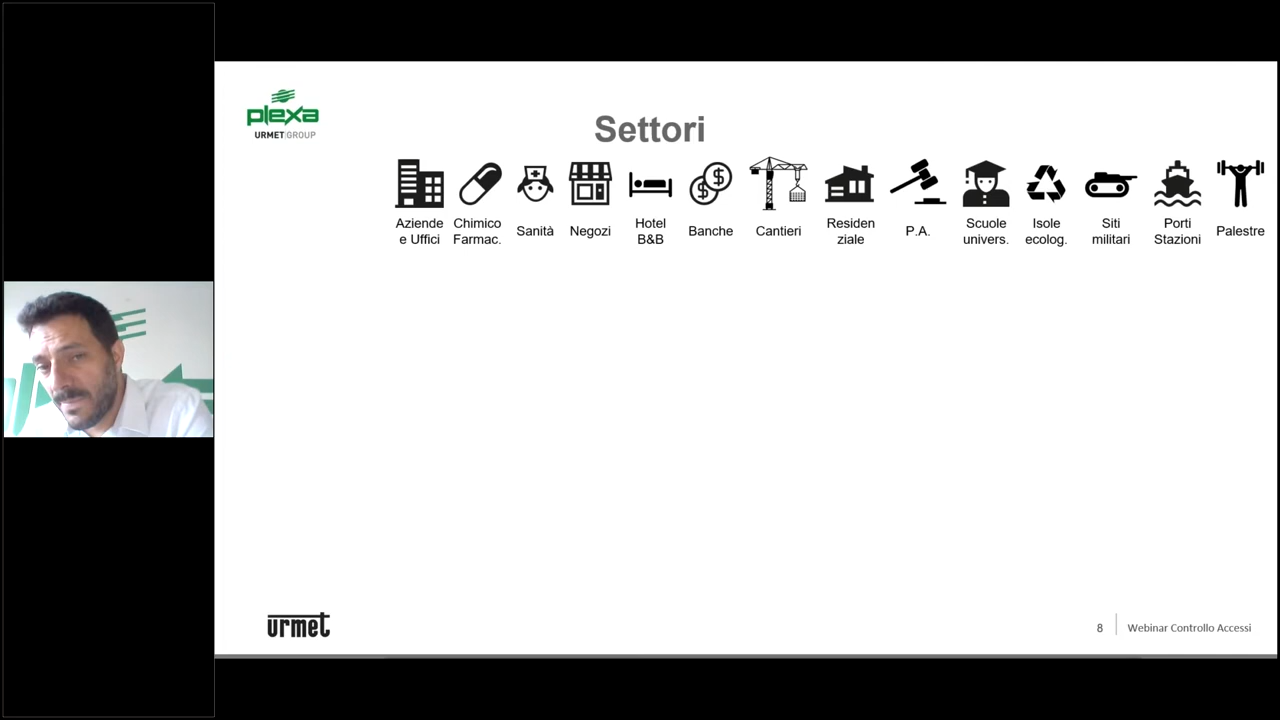 plexa
URMET GROUP
Settori
Aziende
e Uffici
Chimico
Farmac.
Sanità
Negozi
Hotel
B&B
Banche
Cantieri
Residen
ziale
P.A.
Scuole
univers.
Isole
ecolog.
Siti
militari
Porti
Stazioni
Palestre
urmet
8
Webinar Controllo Accessi